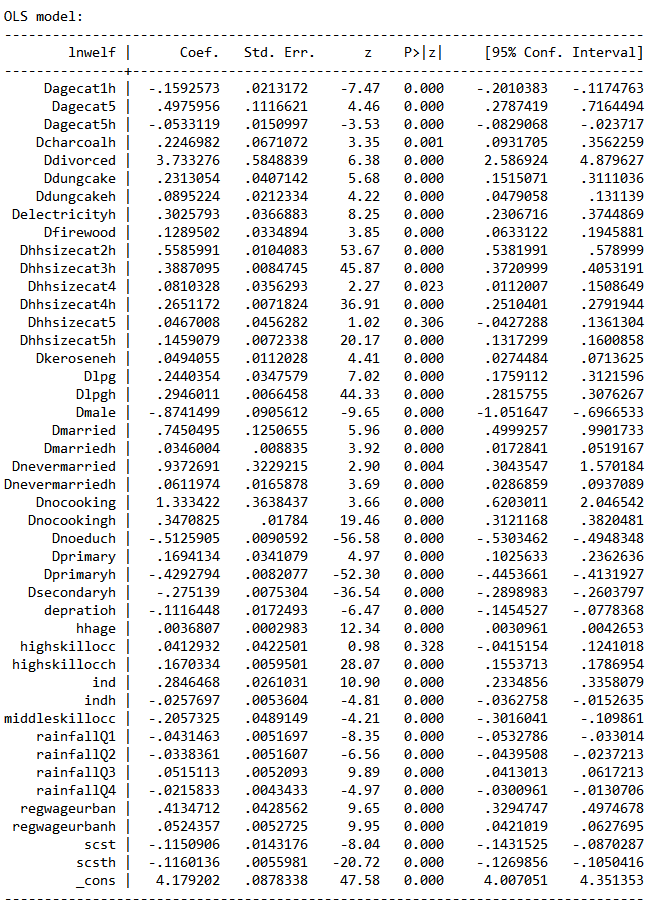 OLS model:
------------------------------------------------------------------------------
lnwelf | Coef. Std. Err. z P>|z| [95% Conf. Interval]
-------------+----------------------------------------------------------------
Dagecat1h | -.1592573 .0213172 -7.47 0.000 -.2010383 -.1174763
Dagecat5 | .4975956 .1116621 4.46 0.000 .2787419 .7164494
Dagecat5h | -.0533119 .0150997 -3.53 0.000 -.0829068 -.023717
Dcharcoalh | .2246982 .0671072 3.35 0.001 .0931705 .3562259
Ddivorced | 3.733276 .5848839 6.38 0.000 2.586924 4.879627
Ddungcake | .2313054 .0407142 5.68 0.000 .1515071 .3111036
Ddungcakeh | .0895224 .0212334 4.22 0.000 .0479058 .131139
Delectricityh | .3025793 .0366883 8.25 0.000 .2306716 .3744869
Dfirewood | .1289502 .0334894 3.85 0.000 .0633122 .1945881
Dhhsizecat2h | .5585991 .0104083 53.67 0.000 .5381991 .578999
Dhhsizecat3h | .3887095 .0084745 45.87 0.000 .3720999 .4053191
Dhhsizecat4 | .0810328 .0356293 2.27 0.023 .0112007 .1508649
Dhhsizecat4h | .2651172 .0071824 36.91 0.000 .2510401 .2791944
Dhhsizecat5 | .0467008 .0456282 1.02 0.306 -.0427288 .1361304
Dhhsizecat5h | .1459079 .0072338 20.17 0.000 .1317299 .1600858
Dkeroseneh | .0494055 .0112028 4.41 0.000 .0274484 .0713625
Dlpg | .2440354 .0347579 7.02 0.000 .1759112 .3121596
Dlpgh | .2946011 .0066458 44.33 0.000 .2815755 .3076267
Dmale | -.8741499 .0905612 -9.65 0.000 -1.051647 -.6966533
Dmarried | .7450495 .1250655 5.96 0.000 .4999257 .9901733
Dmarriedh | .0346004 .008835 3.92 0.000 .0172841 .0519167
Dnevermarried | .9372691 .3229215 2.90 0.004 .3043547 1.570184
Dnevermarriedh | .0611974 .0165878 3.69 0.000 .0286859 .0937089
Dnocooking | 1.333422 .3638437 3.66 0.000 .6203011 2.046542
Dnocookingh | .3470825 .01784 19.46 0.000 .3121168 .3820481
Dnoeduch | -.5125905 .0090592 -56.58 0.000 -.5303462 -.4948348
Dprimary | .1694134 .0341079 4.97 0.000 .1025633 .2362636
Dprimaryh | -.4292794 .0082077 -52.30 0.000 -.4453661 -.4131927
Dsecondaryh | -.275139 .0075304 -36.54 0.000 -.2898983 -.2603797
depratioh | -.1116448 .0172493 -6.47 0.000 -.1454527 -.0778368
hhage | .0036807 .0002983 12.34 0.000 .0030961 .0042653
highskillocc | .0412932 .0422501 0.98 0.328 -.0415154 .1241018
highskillocch | .1670334 .0059501 28.07 0.000 .1553713 .1786954
ind | .2846468 .0261031 10.90 0.000 .2334856 .3358079
indh | -.0257697 .0053604 -4.81 0.000 -.0362758 -.0152635
middleskillocc | -.2057325 .0489149 -4.21 0.000 -.3016041 -.109861
rainfallQ1 | -.0431463 .0051697 -8.35 0.000 -.0532786 -.033014
rainfallQ2 | -.0338361 .0051607 -6.56 0.000 -.0439508 -.0237213
rainfallQ3 | .0515113 .0052093 9.89 0.000 .0413013 .0617213
rainfallQ4 | -.0215833 .0043433 -4.97 0.000 -.0300961 -.0130706
regwageurban | .4134712 .0428562 9.65 0.000 .3294747 .4974678
regwageurbanh | .0524357 .0052725 9.95 0.000 .0421019 .0627695
scst | -.1150906 .0143176 -8.04 0.000 -.1431525 -.0870287
scsth | -.1160136 .0055981 -20.72 0.000 -.1269856 -.1050416
_cons | 4.179202 .0878338 47.58 0.000 4.007051 4.351353
------------------------------------------------------------------------------